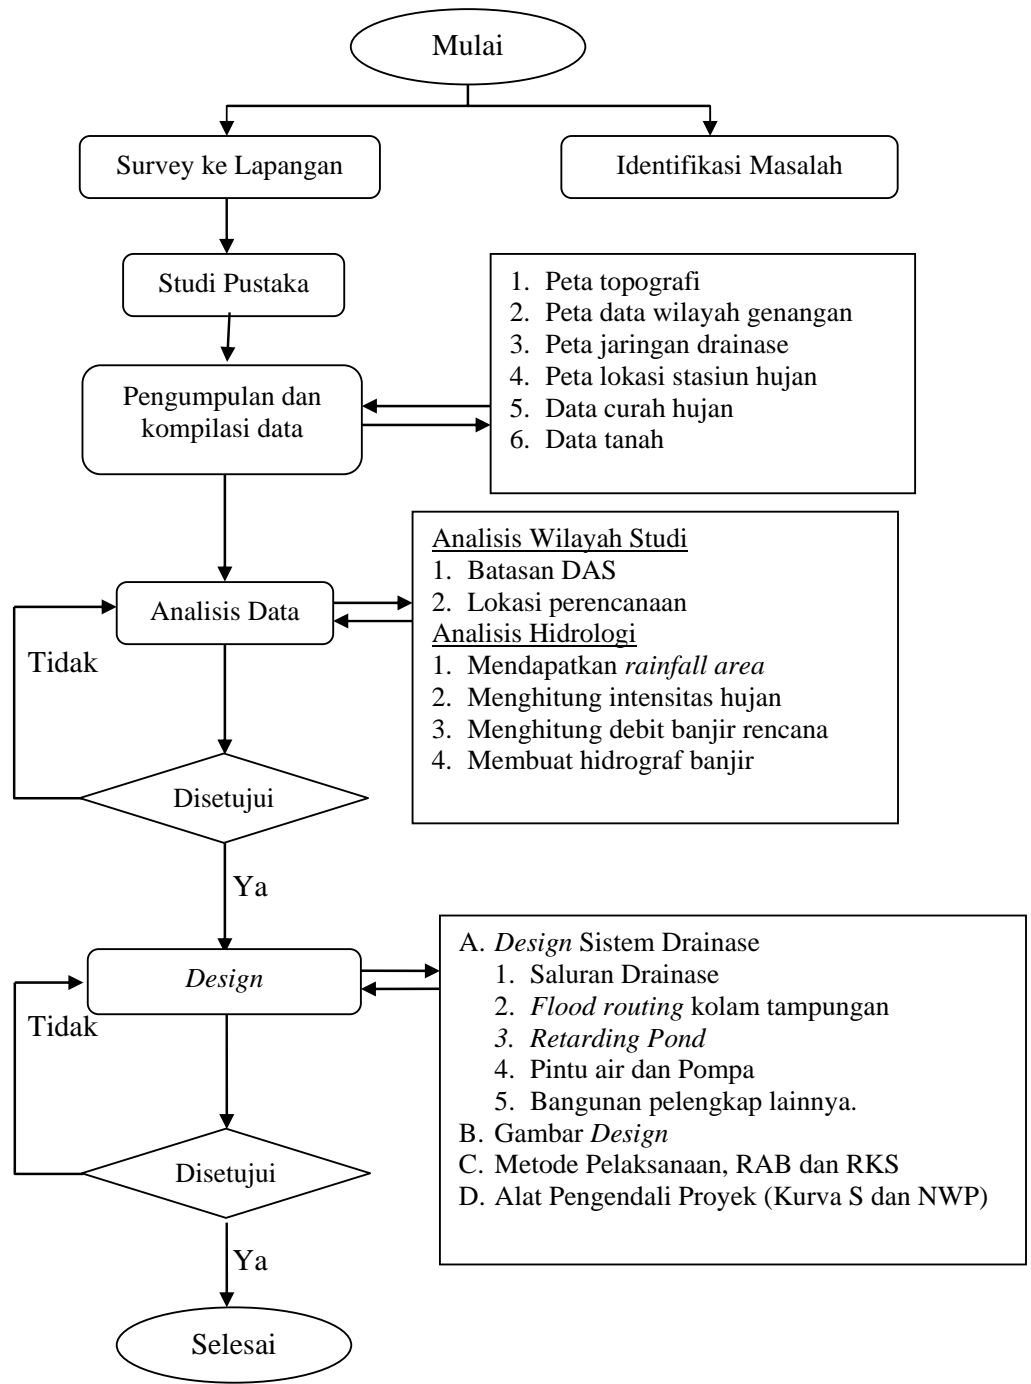 Mulai
Survey ke Lapangan
Identifikasi Masalah
Studi Pustaka
1. Peta topografi
2. Peta data wilayah genangan
3. Peta jaringan drainase
4. Peta lokasi stasiun hujan
5. Data curah hujan
6. Data tanah
Pengumpulan dan
kompilasi data
Analisis Wilayah Studi
1. Batasan DAS
2. Lokasi perencanaan
Analisis Hidrologi
1. Mendapatkan rainfall area
2. Menghitung intensitas hujan
3. Menghitung debit banjir rencana
4. Membuat hidrograf banjir
Analisis Data
Tidak
Disetujui
Ya
A. Design Sistem Drainase
1. Saluran Drainase
2. Flood routing kolam tampungan
3. Retarding Pond
4. Pintu air dan Pompa
5. Bangunan pelengkap lainnya.
B. Gambar Design
C. Metode Pelaksanaan, RAB dan RKS
D. Alat Pengendali Proyek (Kurva S dan NWP)
Design
Tidak
Disetujui
Ya
Selesai